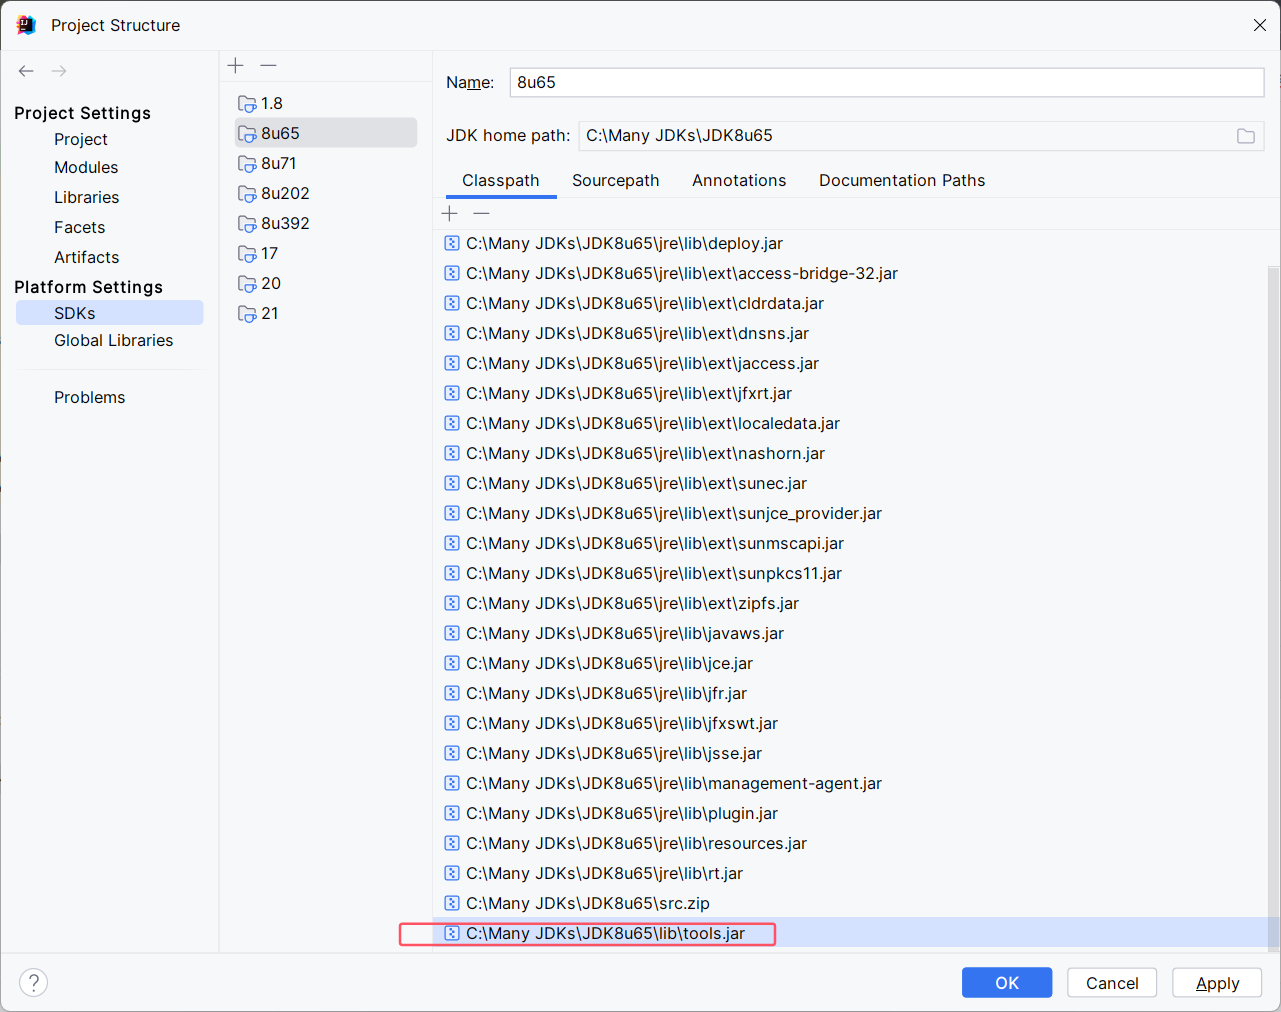 Project Structure
Project Settings
Project
Modules
Libraries
Facets
Artifacts
Platform Settings
SDKs
Global Libraries
Problems
1.8
8u65
8u71
8u202
8u392
17
20
21
Name: 8u65
JDK home path: C:\Many JDKs\JDK8u65
Classpath Sourcepath Annotations Documentation Paths
C:\Many JDKs\JDK8u65\jre\lib\deploy.jar
C:\Many JDKs\JDK8u65\jre\lib\ext\access-bridge-32.jar
C:\Many JDKs\JDK8u65\jre\lib\ext\cldrdata.jar
C:\Many JDKs\JDK8u65\jre\lib\ext\dnsns.jar
C:\Many JDKs\JDK8u65\jre\lib\ext\jaccess.jar
C:\Many JDKs\JDK8u65\jre\lib\ext\jfxrt.jar
C:\Many JDKs\JDK8u65\jre\lib\ext\localedata.jar
C:\Many JDKs\JDK8u65\jre\lib\ext\nashorn.jar
C:\Many JDKs\JDK8u65\jre\lib\ext\sunec.jar
C:\Many JDKs\JDK8u65\jre\lib\ext\sunjce_provider.jar
C:\Many JDKs\JDK8u65\jre\lib\ext\sunmscapi.jar
C:\Many JDKs\JDK8u65\jre\lib\ext\sunpkcs11.jar
C:\Many JDKs\JDK8u65\jre\lib\ext\zipfs.jar
C:\Many JDKs\JDK8u65\jre\lib\javaws.jar
C:\Many JDKs\JDK8u65\jre\lib\jce.jar
C:\Many JDKs\JDK8u65\jre\lib\jfr.jar
C:\Many JDKs\JDK8u65\jre\lib\jfxswt.jar
C:\Many JDKs\JDK8u65\jre\lib\jsse.jar
C:\Many JDKs\JDK8u65\jre\lib\management-agent.jar
C:\Many JDKs\JDK8u65\jre\lib\plugin.jar
C:\Many JDKs\JDK8u65\jre\lib\resources.jar
C:\Many JDKs\JDK8u65\jre\lib\rt.jar
C:\Many JDKs\JDK8u65\src.zip
C:\Many JDKs\JDK8u65\lib\tools.jar
? OK Cancel Apply